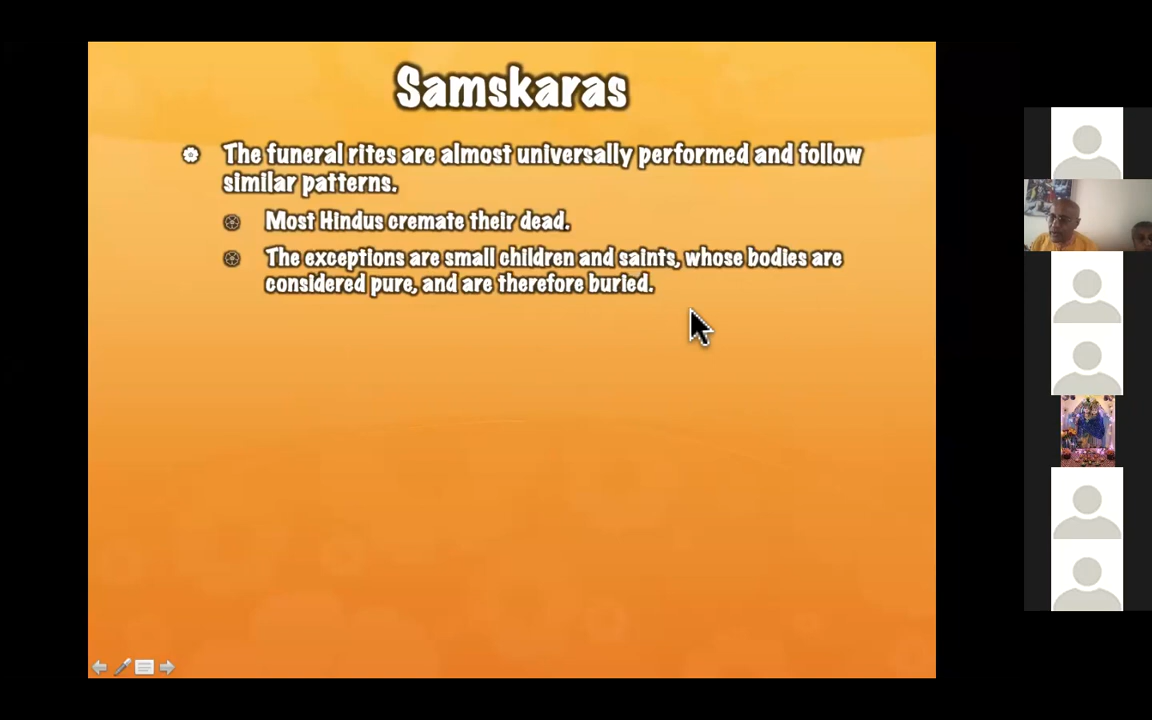 Samskaras
The funeral rites are almost universally performed and follow
similar patterns.
Most Hindus cremate their dead.
The exceptions are small children and saints, whose bodies are
considered pure, and are therefore buried.